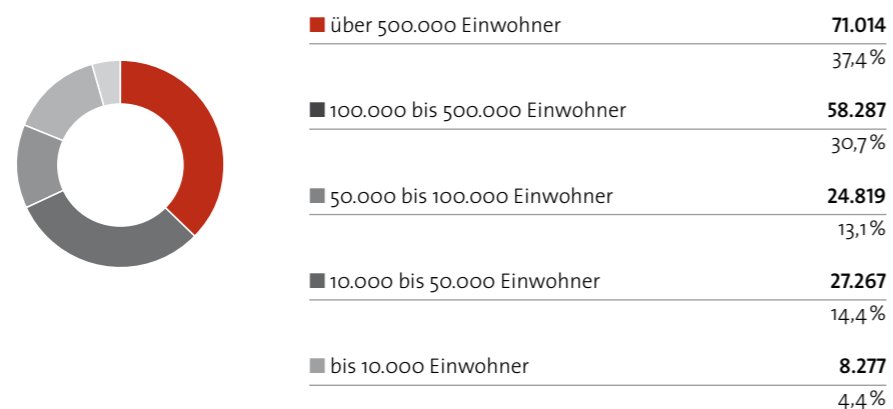 über 500.000 Einwohner 71.014
37,4 %
100.000 bis 500.000 Einwohner 58.287
30,7 %
50.000 bis 100.000 Einwohner 24.819
13,1 %
10.000 bis 50.000 Einwohner 27.267
14,4 %
bis 10.000 Einwohner 8.277
4,4 %